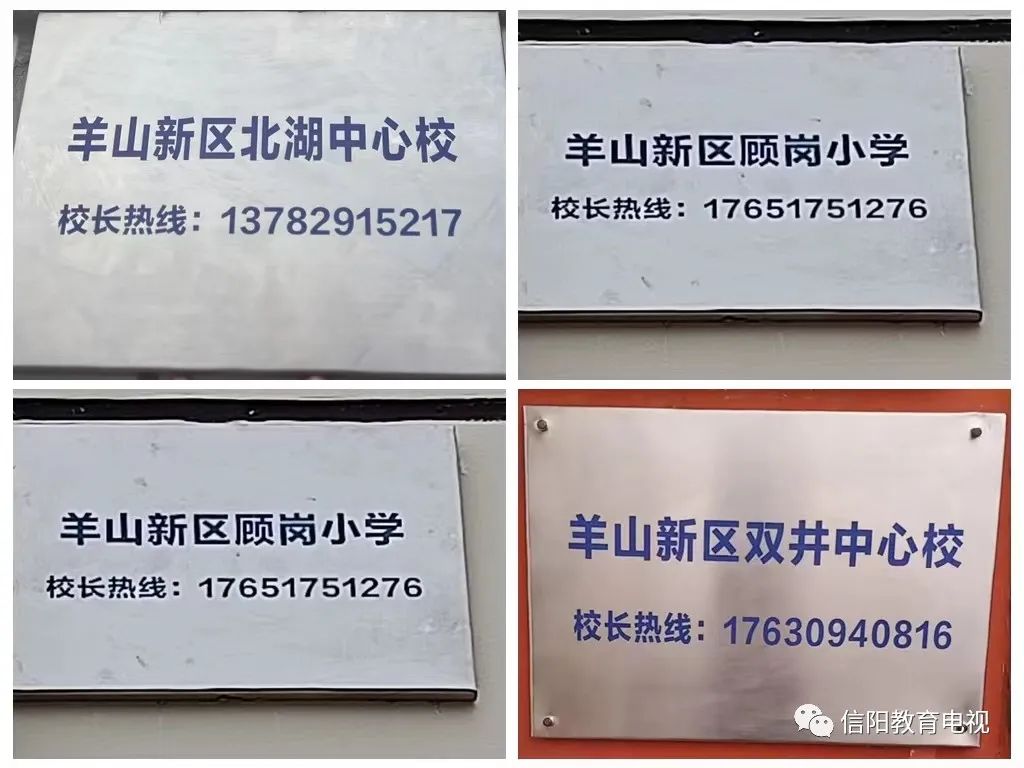 羊山新区北湖中心校
校长热线：13782915217
羊山新区顾岗小学
校长热线：17651751276
羊山新区顾岗小学
校长热线：17651751276
羊山新区双井中心校
校长热线：17630940816
信阳教育电视